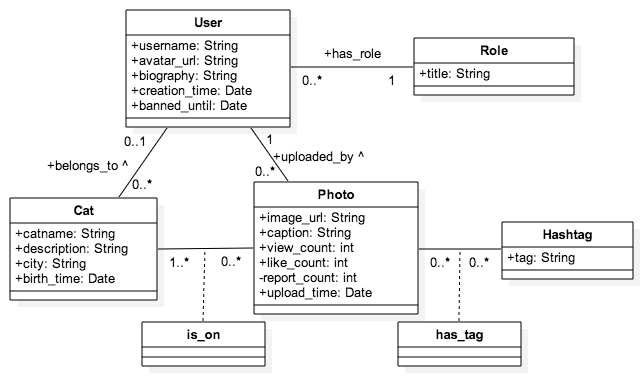 User
+username: String
+avatar_url: String
+biography: String
+creation_time: Date
+banned_until: Date
+has_role
0..*
1
Role
+title: String
0..1
+belongs_to ^
0..*
1
+uploaded_by ^
0..*
Cat
+catname: String
+description: String
+city: String
+birth_time: Date
Photo
+image_url: String
+caption: String
+view_count: int
+like_count: int
-report_count: int
+upload_time: Date
Hashtag
+tag: String
1..*
0..*
0..*
0..*
is_on
has_tag